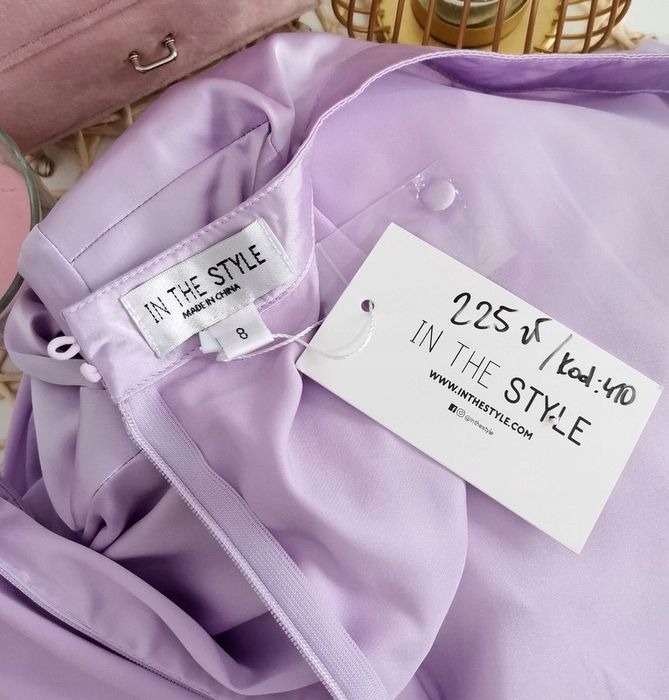 IN THE STYLE
MADE IN CHINA
8
225 zł/kod:410
IN THE STYLE
WWW.INTHESTYLE.COM
@inthestyle